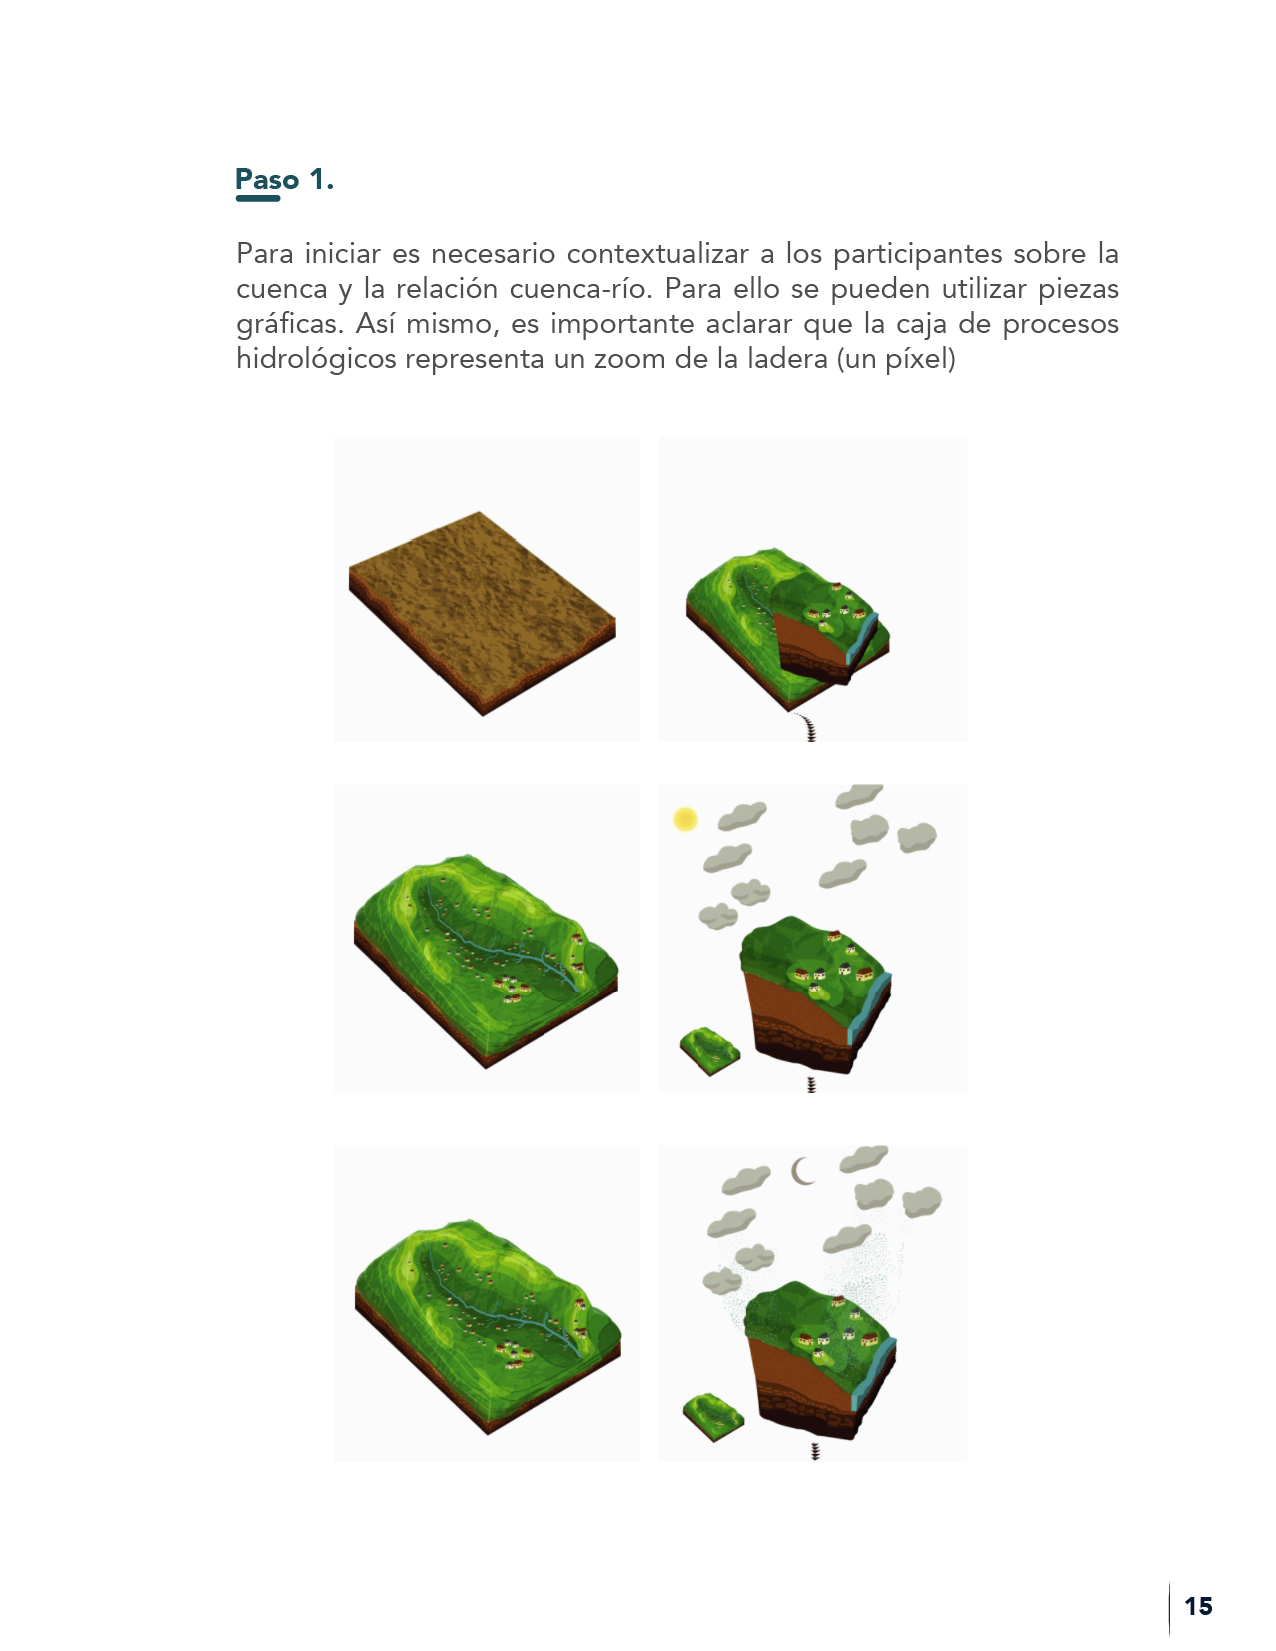 Paso 1.
Para iniciar es necesario contextualizar a los participantes sobre la
cuenca y la relación cuenca-río. Para ello se pueden utilizar piezas
gráficas. Así mismo, es importante aclarar que la caja de procesos
hidrológicos representa un zoom de la ladera (un píxel)
15